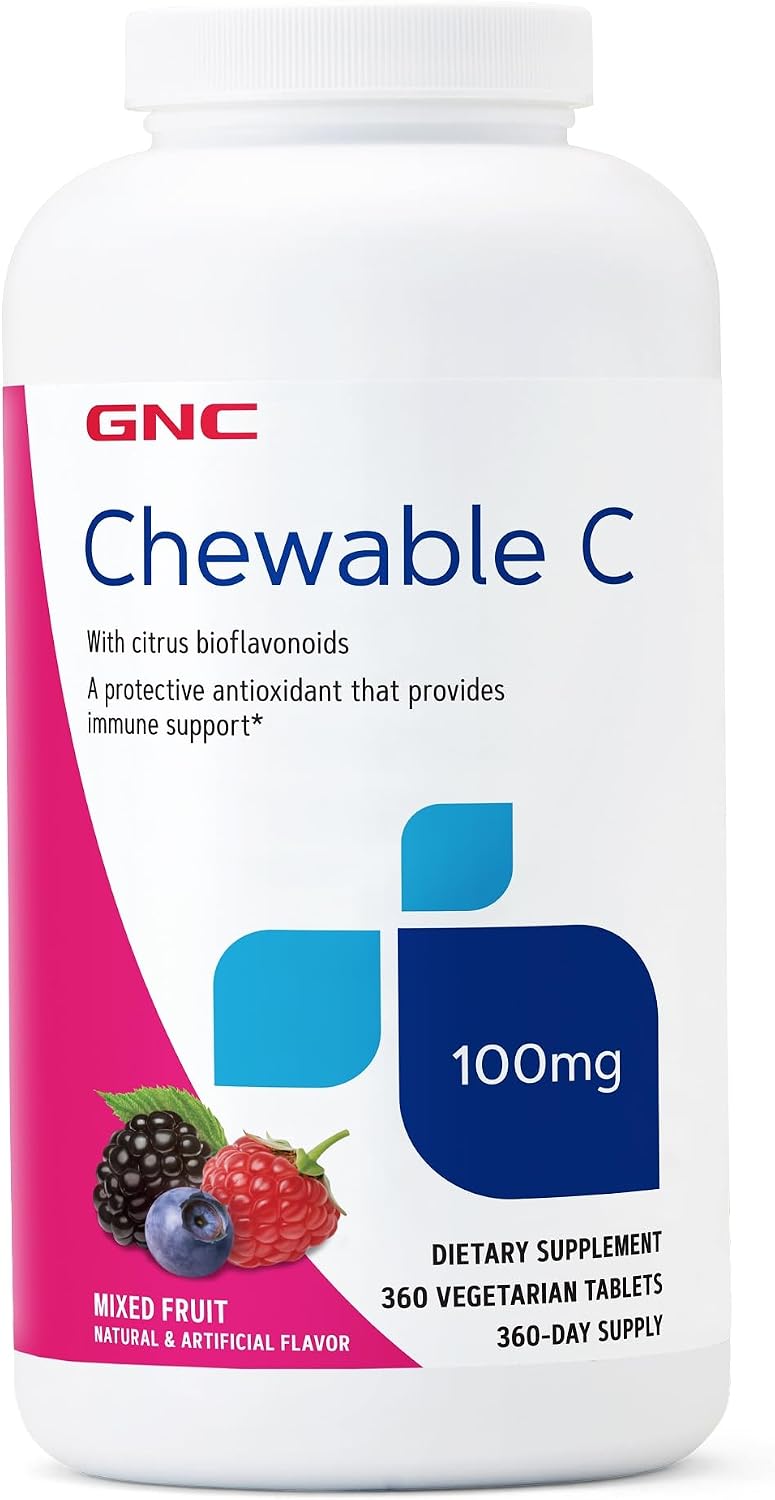 GNC
Chewable C
With citrus bioflavonoids
A protective antioxidant that provides
immune support*
100mg
DIETARY SUPPLEMENT
360 VEGETARIAN TABLETS
360-DAY SUPPLY
MIXED FRUIT
NATURAL & ARTIFICIAL FLAVOR